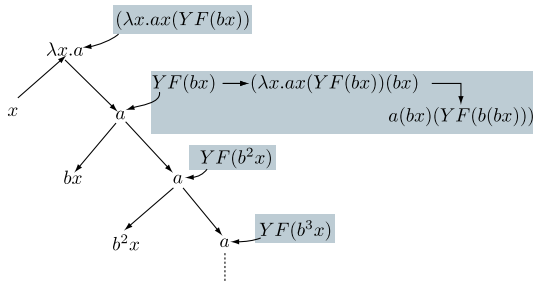 (λx.ax(YF(bx))
λx.a
YF(bx) → (λx.ax(YF(bx))(bx)
x
a
a(bx)(YF(b(bx)))
bx
a
YF(b²x)
b²x
a
YF(b³x)